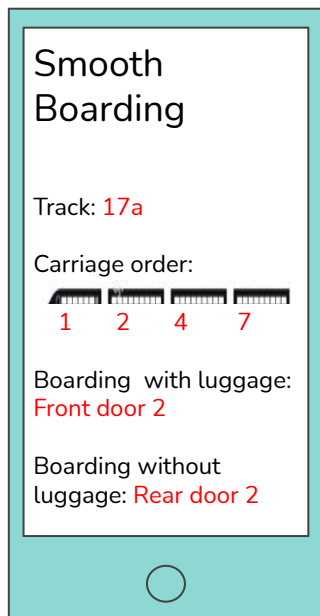 Smooth
Boarding
Track: 17a
Carriage order:
1 2 4 7
Boarding with luggage:
Front door 2
Boarding without
luggage: Rear door 2